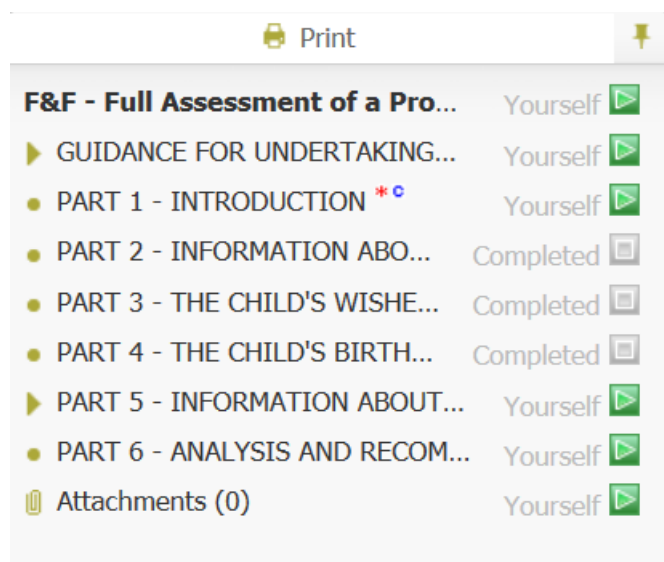 Print
F&F - Full Assessment of a Pro... Yourself
GUIDANCE FOR UNDERTAKING... Yourself
PART 1 - INTRODUCTION * c Yourself
PART 2 - INFORMATION ABO... Completed
PART 3 - THE CHILD'S WISHE... Completed
PART 4 - THE CHILD'S BIRTH... Completed
PART 5 - INFORMATION ABOUT... Yourself
PART 6 - ANALYSIS AND RECOM... Yourself
Attachments (0) Yourself